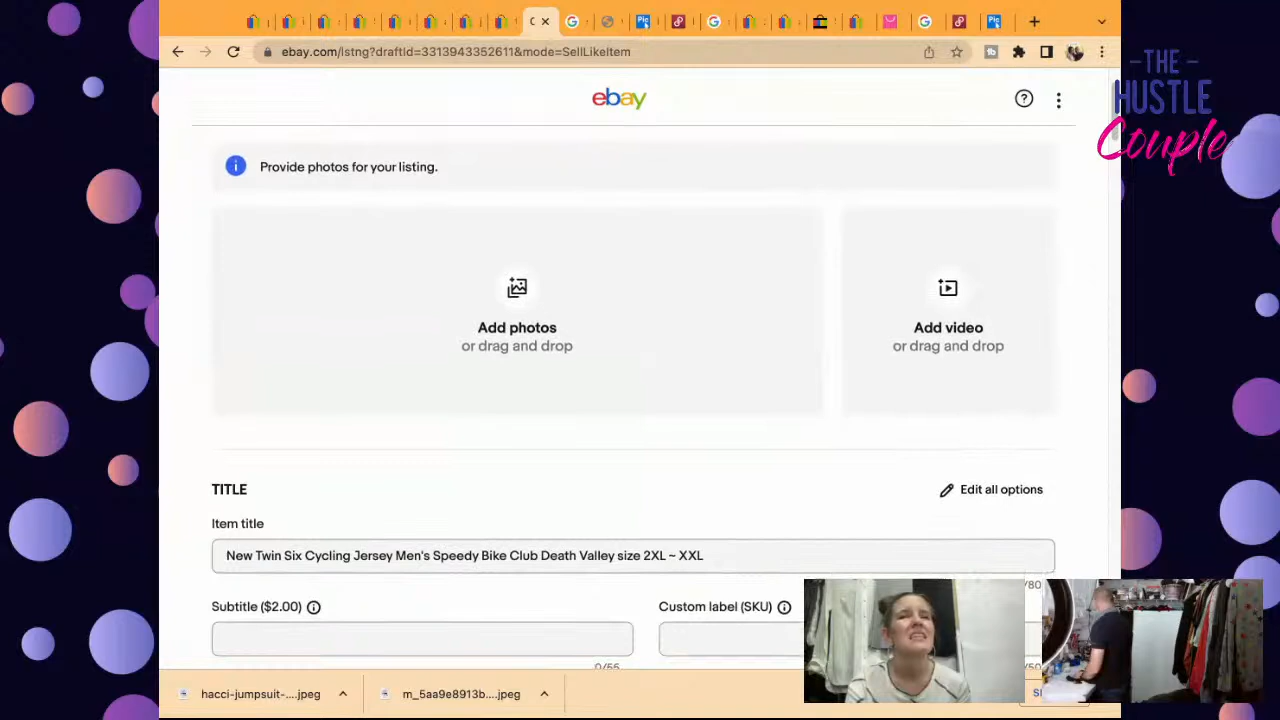 ebay.com/lstng?draftId=3313943352611&mode=SellLikeItem
- THE -
HUSTLE
Couple
ebay
Provide photos for your listing.
Add photos
or drag and drop
Add video
or drag and drop
TITLE
Edit all options
Item title
New Twin Six Cycling Jersey Men's Speedy Bike Club Death Valley size 2XL ~ XXL
/80
Subtitle ($2.00)
Custom label (SKU)
0/55
hacci-jumpsuit-....jpeg
m_5aa9e8913b....jpeg